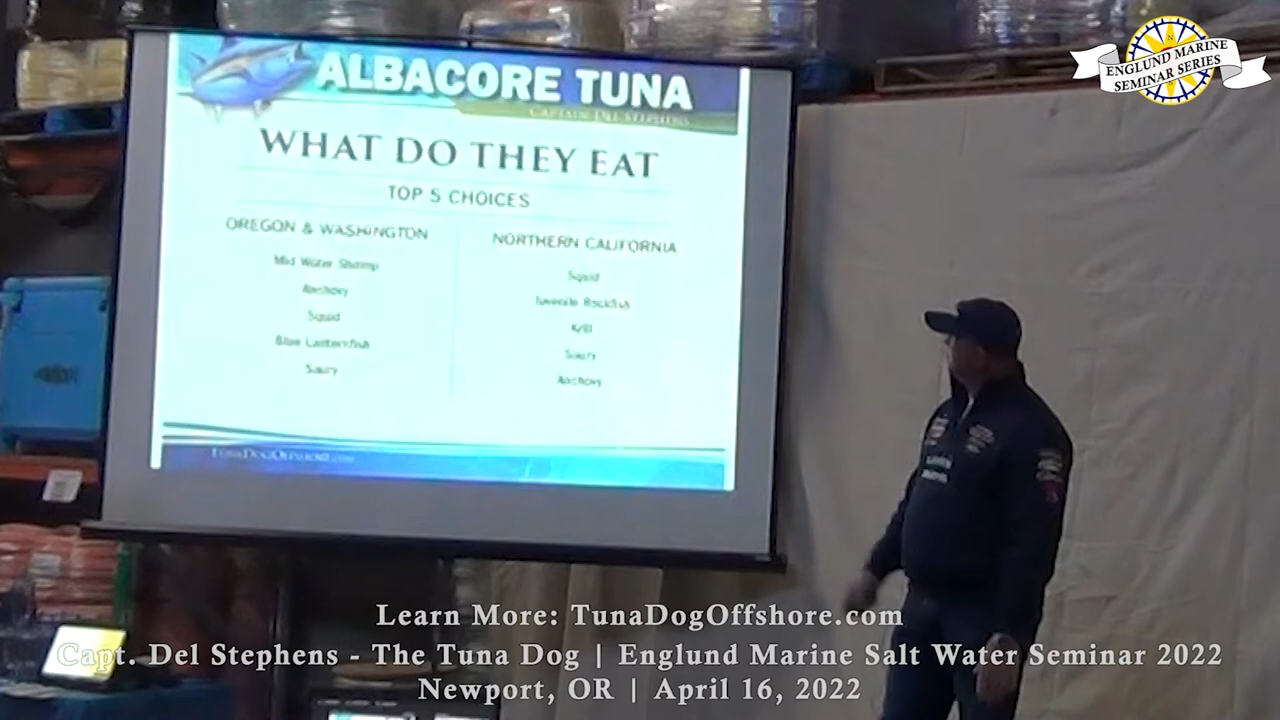 ENGLUND MARINE
SEMINAR SERIES
ALBACORE TUNA
CAPTAIN DEL STEPHENS
WHAT DO THEY EAT
TOP 5 CHOICES
OREGON & WASHINGTON
Mid Water Shrimp
Anchovy
Squid
Blue Lanternfish
Saury
NORTHERN CALIFORNIA
Squid
Juvenile Rockfish
Krill
Saury
Anchovy
TUNADOGOFFSHORE.COM
Learn More: TunaDogOffshore.com
Capt. Del Stephens - The Tuna Dog | Englund Marine Salt Water Seminar 2022
Newport, OR | April 16, 2022